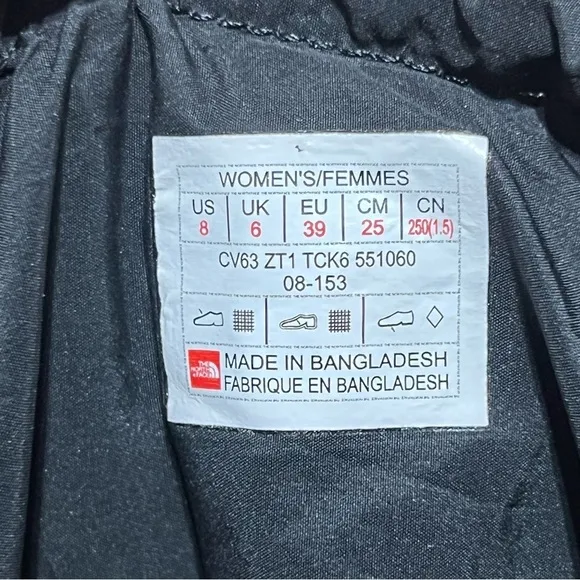 WOMEN'S/FEMMES
US UK EU CM CN
8 6 39 25 250(1.5)
CV63 ZT1 TCK6 551060
08-153
THE NORTH FACE
MADE IN BANGLADESH
FABRIQUE EN BANGLADESH